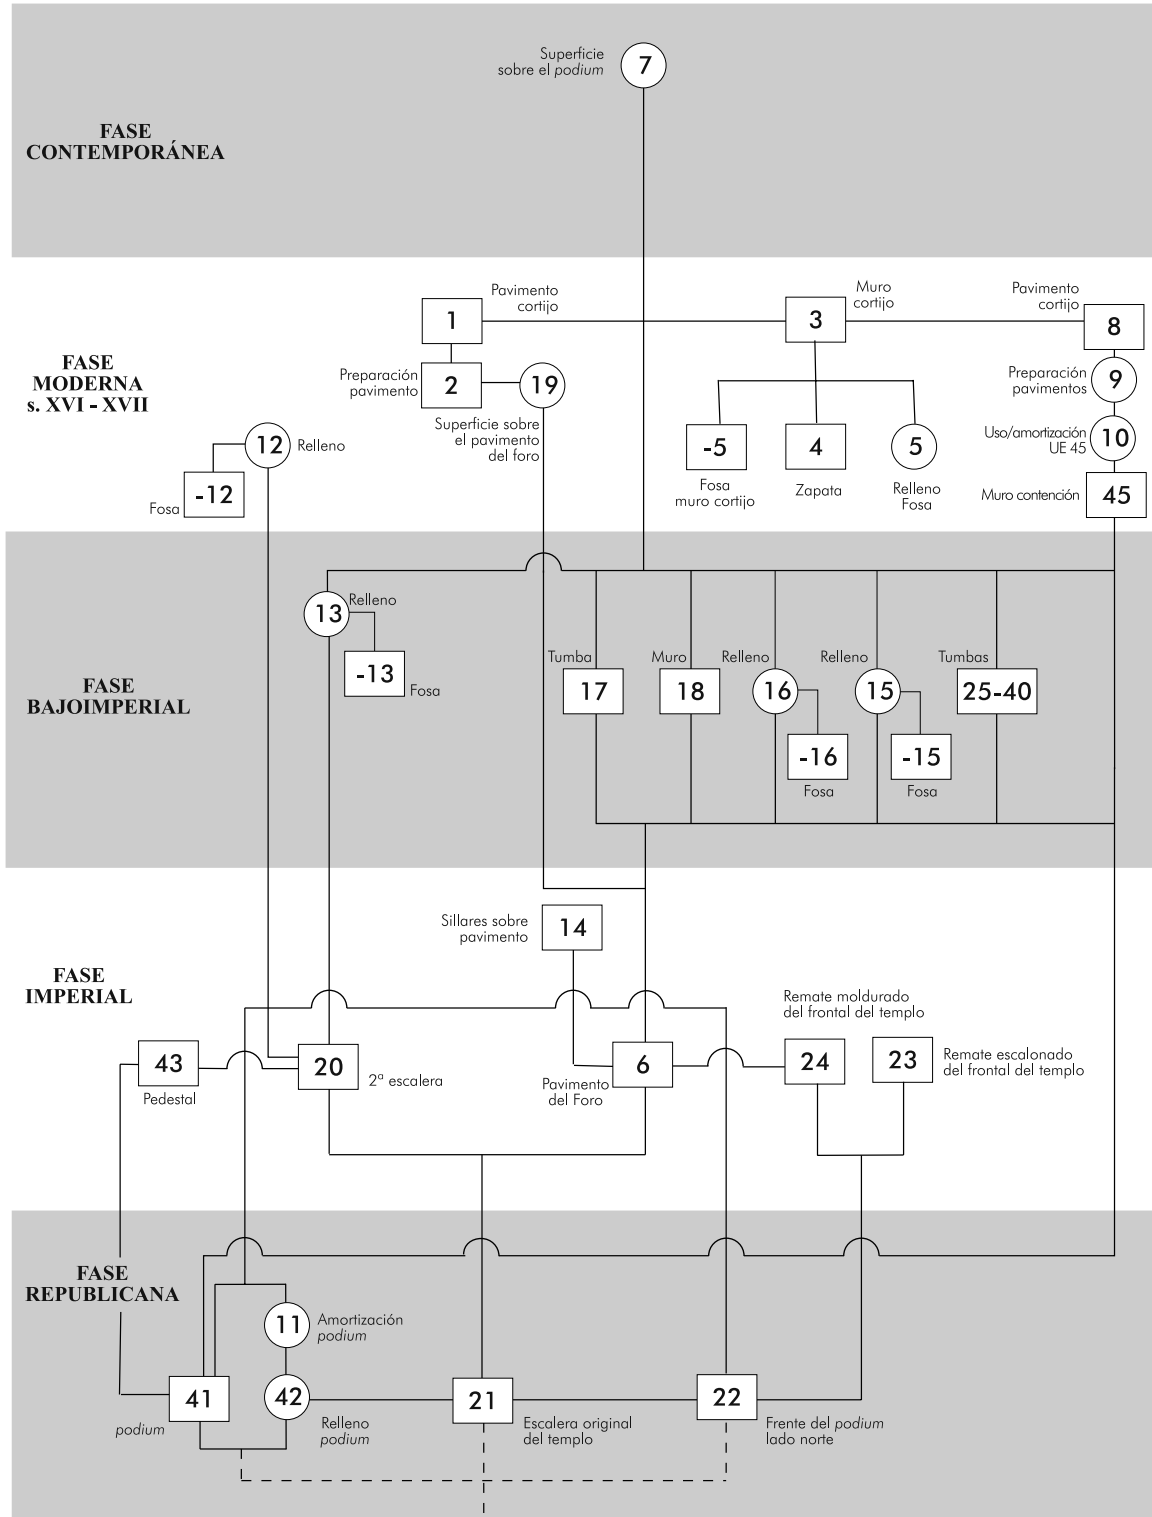 Superficie
sobre el podium
7
FASE
CONTEMPORÁNEA
1
Pavimento
cortijo
3
Muro
cortijo
Pavimento
cortijo
8
FASE
MODERNA
s. XVI - XVII
Preparación
pavimento
2
19
Superficie sobre
el pavimento
del foro
Preparación
pavimentos
9
12
Relleno
-12
Fosa
-5
Fosa
muro cortijo
4
Zapata
5
Relleno
Fosa
Uso/amortización
UE 45
10
Muro contención
45
FASE
BAJOIMPERIAL
13
Relleno
-13
Fosa
Tumba
17
Muro
18
Relleno
16
-16
Fosa
Relleno
15
-15
Fosa
Tumbas
25-40
FASE
IMPERIAL
Sillares sobre
pavimento
14
43
Pedestal
20
2ª escalera
6
Pavimento
del Foro
Remate moldurado
del frontal del templo
24
23
Remate escalonado
del frontal del templo
FASE
REPUBLICANA
11
Amortización
podium
41
podium
42
Relleno
podium
21
Escalera original
del templo
22
Frente del podium
lado norte